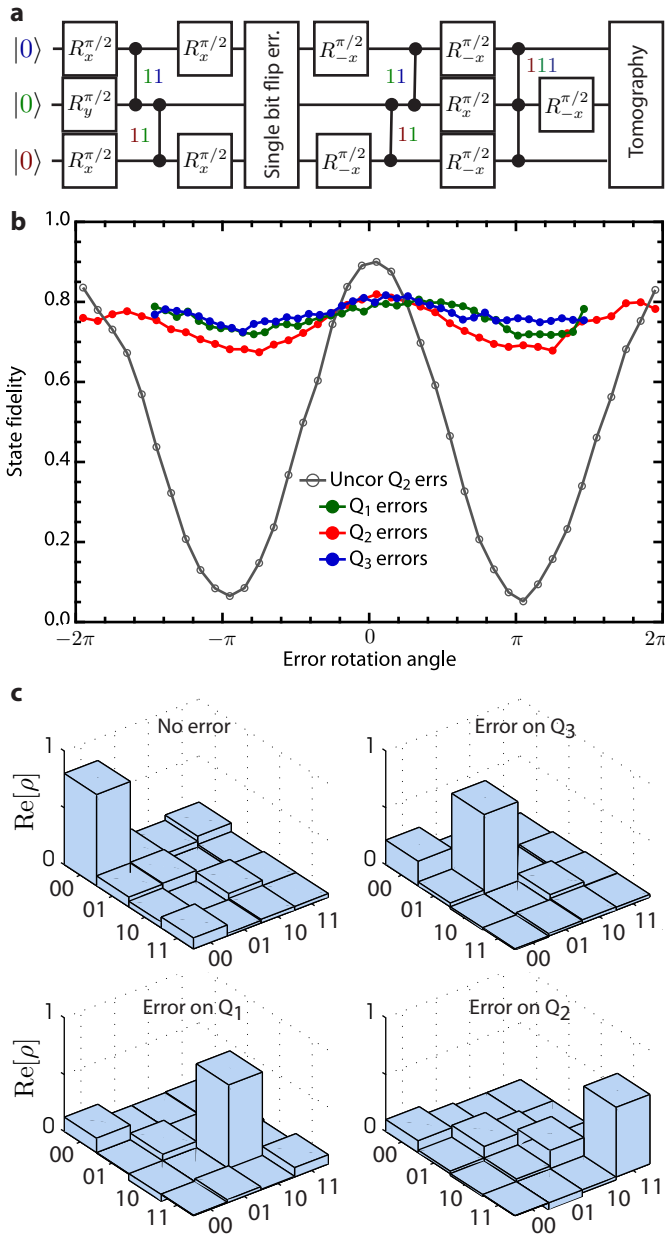 a
|0⟩ R_x^{π/2} R_x^{π/2} R_{-x}^{π/2} R_{-x}^{π/2}
11 11 111
|0⟩ R_y^{π/2} Single bit flip err. R_x^{π/2} R_{-x}^{π/2} Tomography
11 11
|0⟩ R_x^{π/2} R_x^{π/2} R_{-x}^{π/2} R_{-x}^{π/2}
b
1.0
0.8
0.6
0.4
0.2
0.0
State fidelity
Uncor Q₂ errs
Q₁ errors
Q₂ errors
Q₃ errors
−2π −π 0 π 2π
Error rotation angle
c
No error
1
0
Re[ρ]
00 01 10 11
00 01 10 11
Error on Q₃
1
0
00 01 10 11
00 01 10 11
Error on Q₁
1
0
Re[ρ]
00 01 10 11
00 01 10 11
Error on Q₂
1
0
00 01 10 11
00 01 10 11